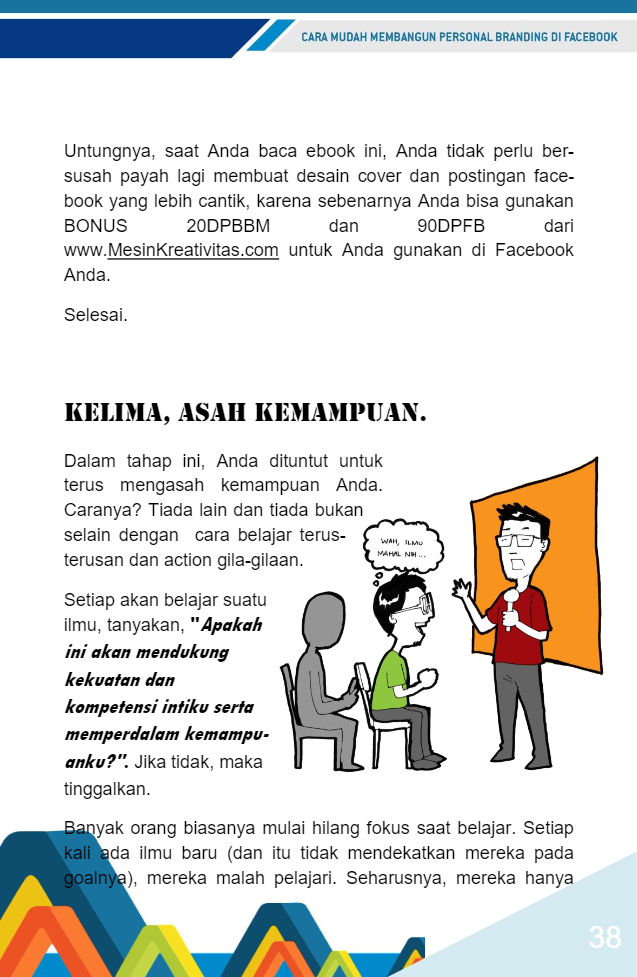 CARA MUDAH MEMBANGUN PERSONAL BRANDING DI FACEBOOK
Untungnya, saat Anda baca ebook ini, Anda tidak perlu ber-
susah payah lagi membuat desain cover dan postingan face-
book yang lebih cantik, karena sebenarnya Anda bisa gunakan
BONUS 20DPBBM dan 90DPFB dari
www.MesinKreativitas.com untuk Anda gunakan di Facebook
Anda.
Selesai.
KELIMA, ASAH KEMAMPUAN.
Dalam tahap ini, Anda dituntut untuk
terus mengasah kemampuan Anda.
Caranya? Tiada lain dan tiada bukan
selain dengan cara belajar terus-
terusan dan action gila-gilaan.
WAH, ILMU
MAHAL NIH...
Setiap akan belajar suatu
ilmu, tanyakan, "Apakah
ini akan mendukung
kekuatan dan
kompetensi intiku serta
memperdalam kemampu-
anku?". Jika tidak, maka
tinggalkan.
Banyak orang biasanya mulai hilang fokus saat belajar. Setiap
kali ada ilmu baru (dan itu tidak mendekatkan mereka pada
goalnya), mereka malah pelajari. Seharusnya, mereka hanya
38